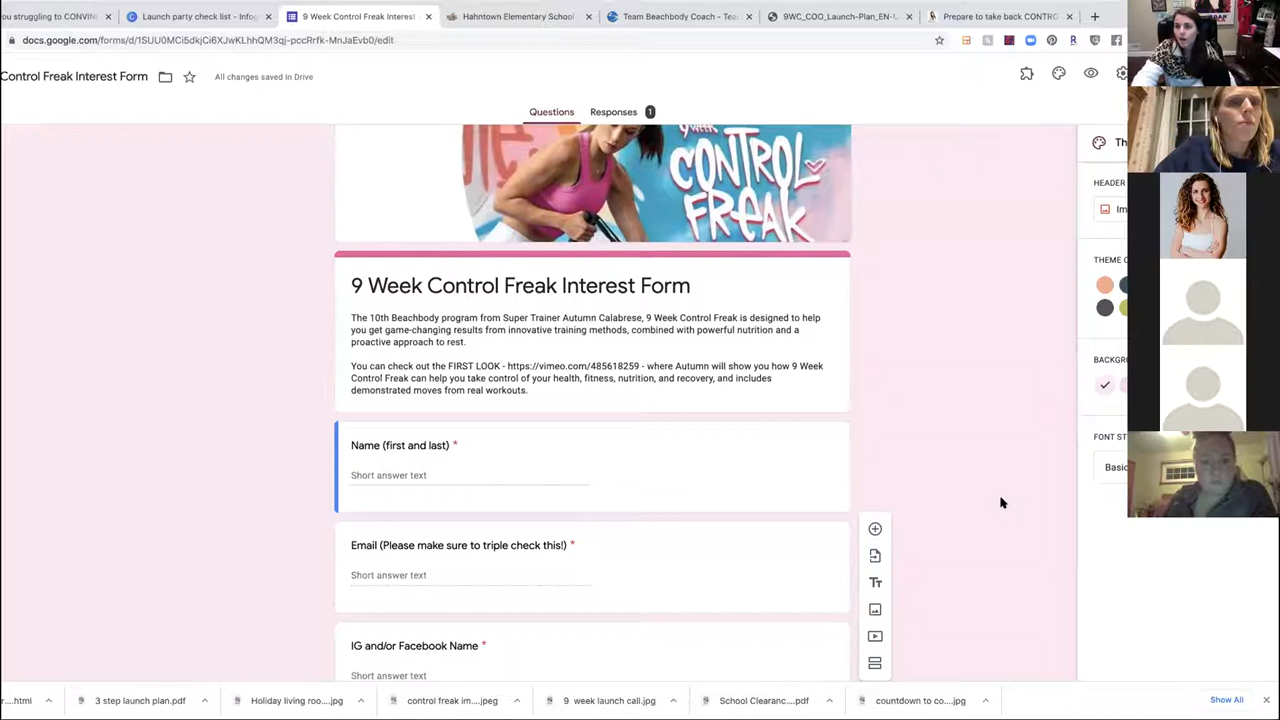 you struggling to CONVIN
Launch party check list - Infog
9 Week Control Freak Interest
Hahntown Elementary School
Team Beachbody Coach - Tea
9WC_COO_Launch-Plan_EN-U
Prepare to take back CONTRO
docs.google.com/forms/d/1SUU0MCi5dkjCi6XJwKLhhQM3qj-pccRrfk-MnJaEvb0/edit
Control Freak Interest Form
All changes saved in Drive
Questions Responses 1
9 WEEK
CONTROL
FREAK
Th
HEADER
Im
THEME C
BACKGR
FONT ST
Basic
9 Week Control Freak Interest Form
The 10th Beachbody program from Super Trainer Autumn Calabrese, 9 Week Control Freak is designed to help
you get game-changing results from innovative training methods, combined with powerful nutrition and a
proactive approach to rest.
You can check out the FIRST LOOK - https://vimeo.com/485618259 - where Autumn will show you how 9 Week
Control Freak can help you take control of your health, fitness, nutrition, and recovery, and includes
demonstrated moves from real workouts.
Name (first and last) *
Short answer text
Email (Please make sure to triple check this!) *
Short answer text
IG and/or Facebook Name *
Short answer text
r....html
3 step launch plan.pdf
Holiday living roo....jpg
control freak im....jpeg
9 week launch call.jpg
School Clearanc....pdf
countdown to co....jpg
Show All